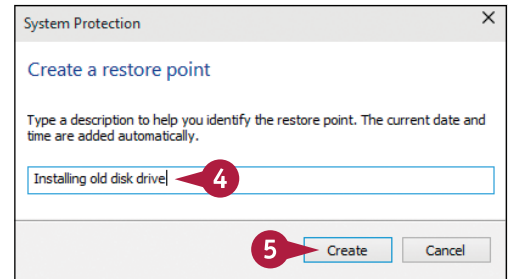 System Protection
Create a restore point
Type a description to help you identify the restore point. The current date and
time are added automatically.
Installing old disk drive
4
5
Create
Cancel